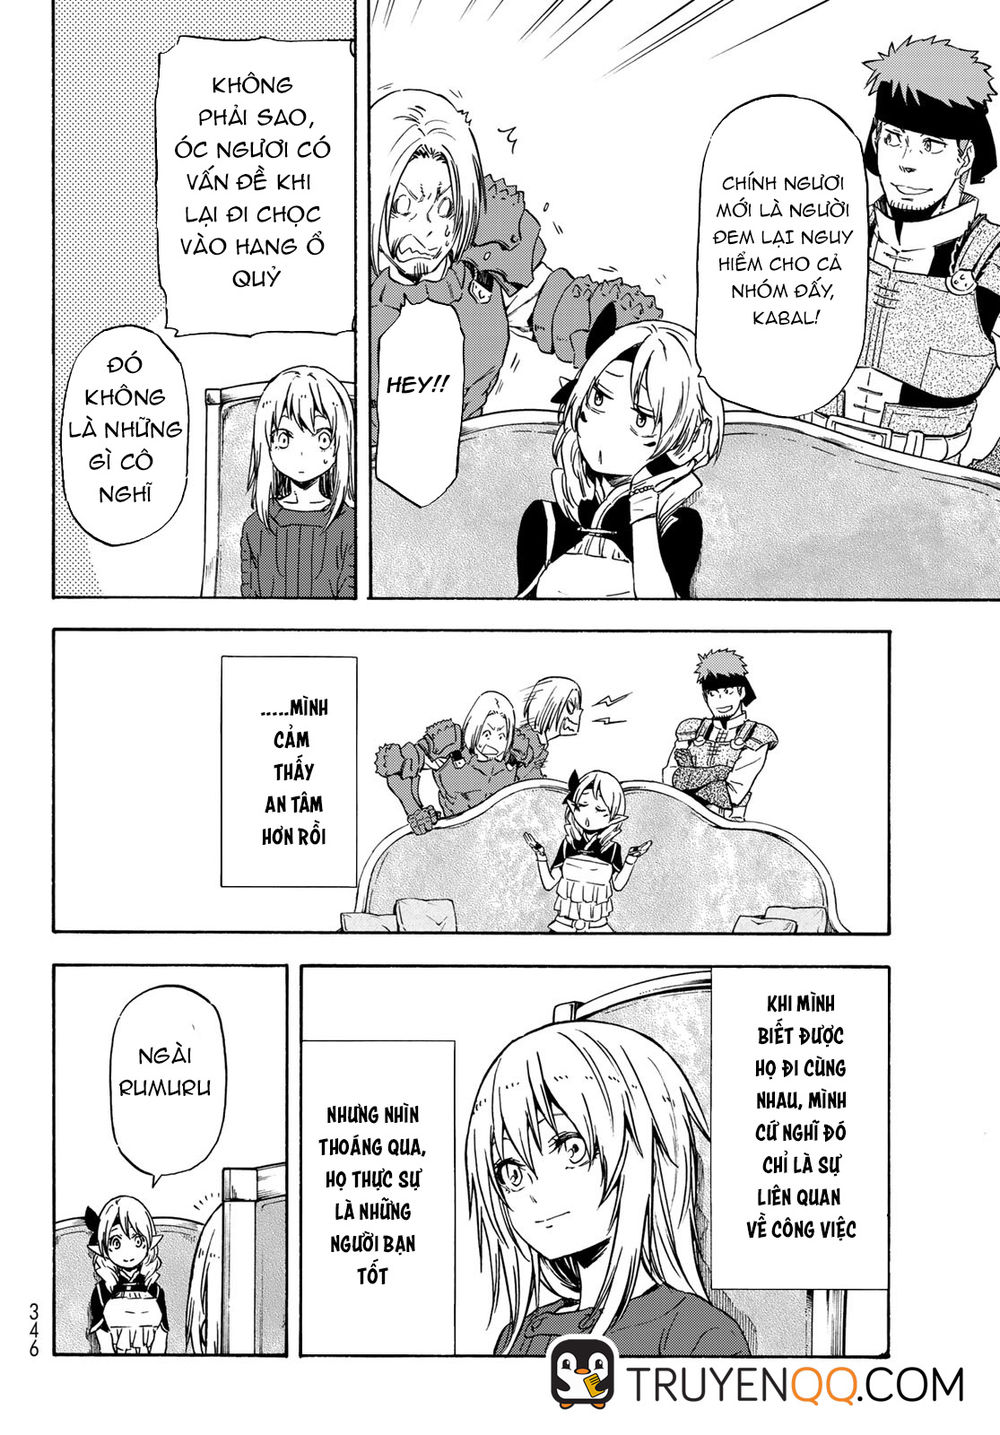 CHÍNH NGƯƠI
MỚI LÀ NGƯỜI
ĐEM LẠI NGUY
HIỂM CHO CẢ
NHÓM ĐẤY,
KABAL!
HEY!!
KHÔNG
PHẢI SAO,
ÓC NGƯƠI CÓ
VẤN ĐỀ KHI
LẠI ĐI CHỌC
VÀO HANG Ổ
QUỶ
ĐÓ
KHÔNG
LÀ NHỮNG
GÌ CÔ
NGHĨ
.....MÌNH
CẢM
THẤY
AN TÂM
HƠN RỒI
KHI MÌNH
BIẾT ĐƯỢC
HỌ ĐI CÙNG
NHAU, MÌNH
CỨ NGHĨ ĐÓ
CHỈ LÀ SỰ
LIÊN QUAN
VỀ CÔNG VIỆC
NHƯNG NHÌN
THOÁNG QUA,
HỌ THỰC SỰ
LÀ NHỮNG
NGƯỜI BẠN
TỐT
NGÀI
RUMURU
346
TRUYENQQ.COM